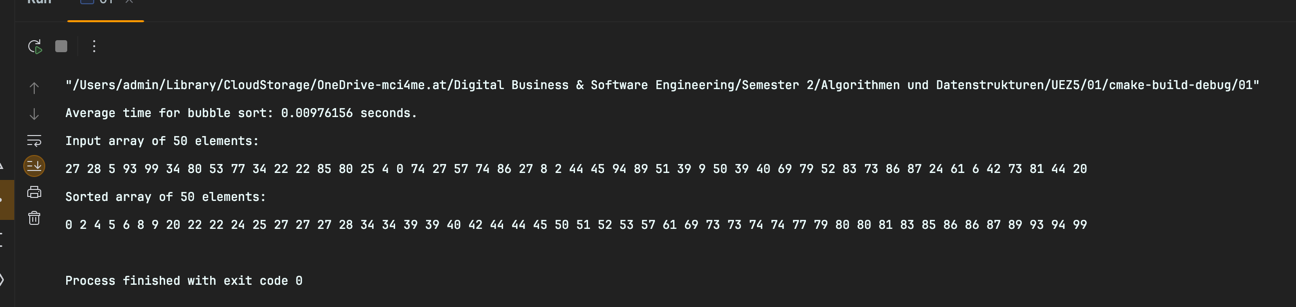 Run 01
"/Users/admin/Library/CloudStorage/OneDrive-mci4me.at/Digital Business & Software Engineering/Semester 2/Algorithmen und Datenstrukturen/UEZ5/01/cmake-build-debug/01"
Average time for bubble sort: 0.00976156 seconds.
Input array of 50 elements:
27 28 5 93 99 34 80 53 77 34 22 22 85 80 25 4 0 74 27 57 74 86 27 8 2 44 45 94 89 51 39 9 50 39 40 69 79 52 83 73 86 87 24 61 6 42 73 81 44 20
Sorted array of 50 elements:
0 2 4 5 6 8 9 20 22 22 24 25 27 27 27 28 34 34 39 39 40 42 44 44 45 50 51 52 53 57 61 69 73 73 74 74 77 79 80 80 81 83 85 86 86 87 89 93 94 99
Process finished with exit code 0